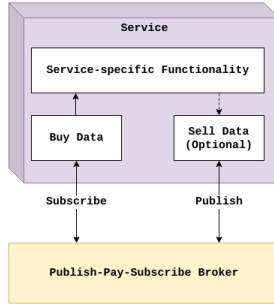 Service
Service-specific Functionality
Buy Data
Sell Data
(Optional)
Subscribe
Publish
Publish-Pay-Subscribe Broker